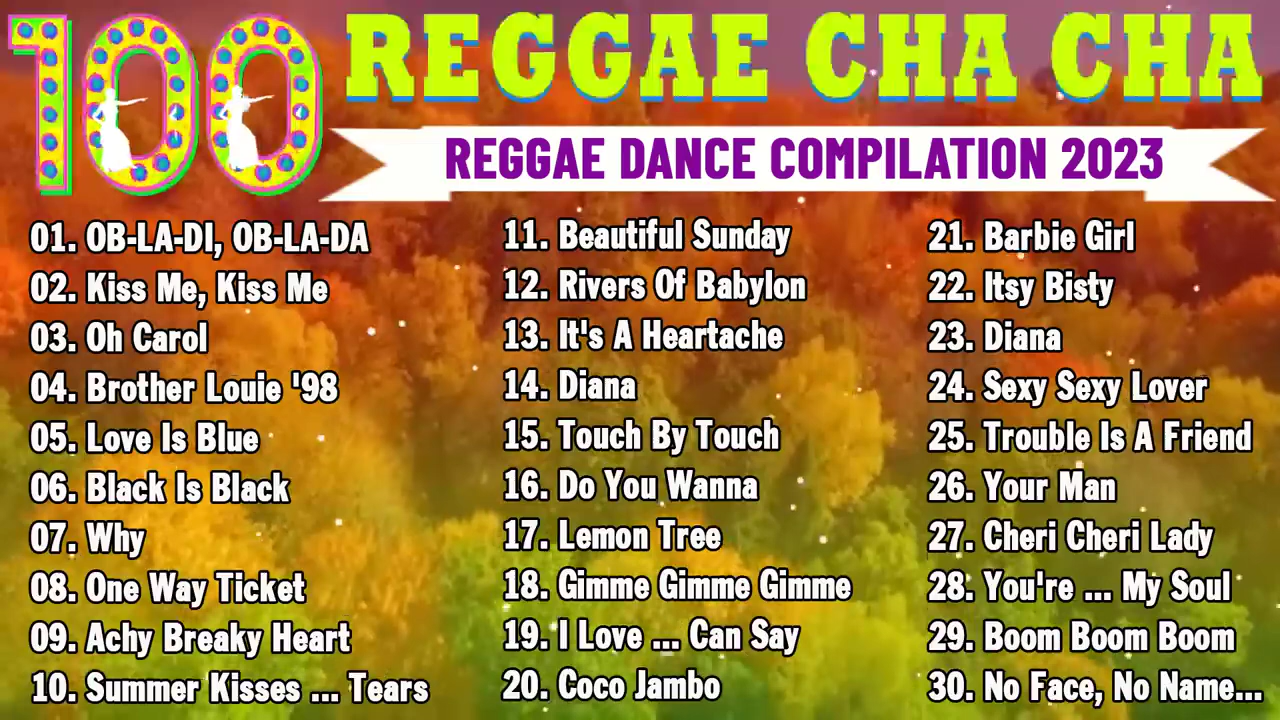 100 REGGAE CHA CHA
REGGAE DANCE COMPILATION 2023
01. OB-LA-DI, OB-LA-DA
02. Kiss Me, Kiss Me
03. Oh Carol
04. Brother Louie '98
05. Love Is Blue
06. Black Is Black
07. Why
08. One Way Ticket
09. Achy Breaky Heart
10. Summer Kisses ... Tears
11. Beautiful Sunday
12. Rivers Of Babylon
13. It's A Heartache
14. Diana
15. Touch By Touch
16. Do You Wanna
17. Lemon Tree
18. Gimme Gimme Gimme
19. I Love ... Can Say
20. Coco Jambo
21. Barbie Girl
22. Itsy Bisty
23. Diana
24. Sexy Sexy Lover
25. Trouble Is A Friend
26. Your Man
27. Cheri Cheri Lady
28. You're ... My Soul
29. Boom Boom Boom
30. No Face, No Name...